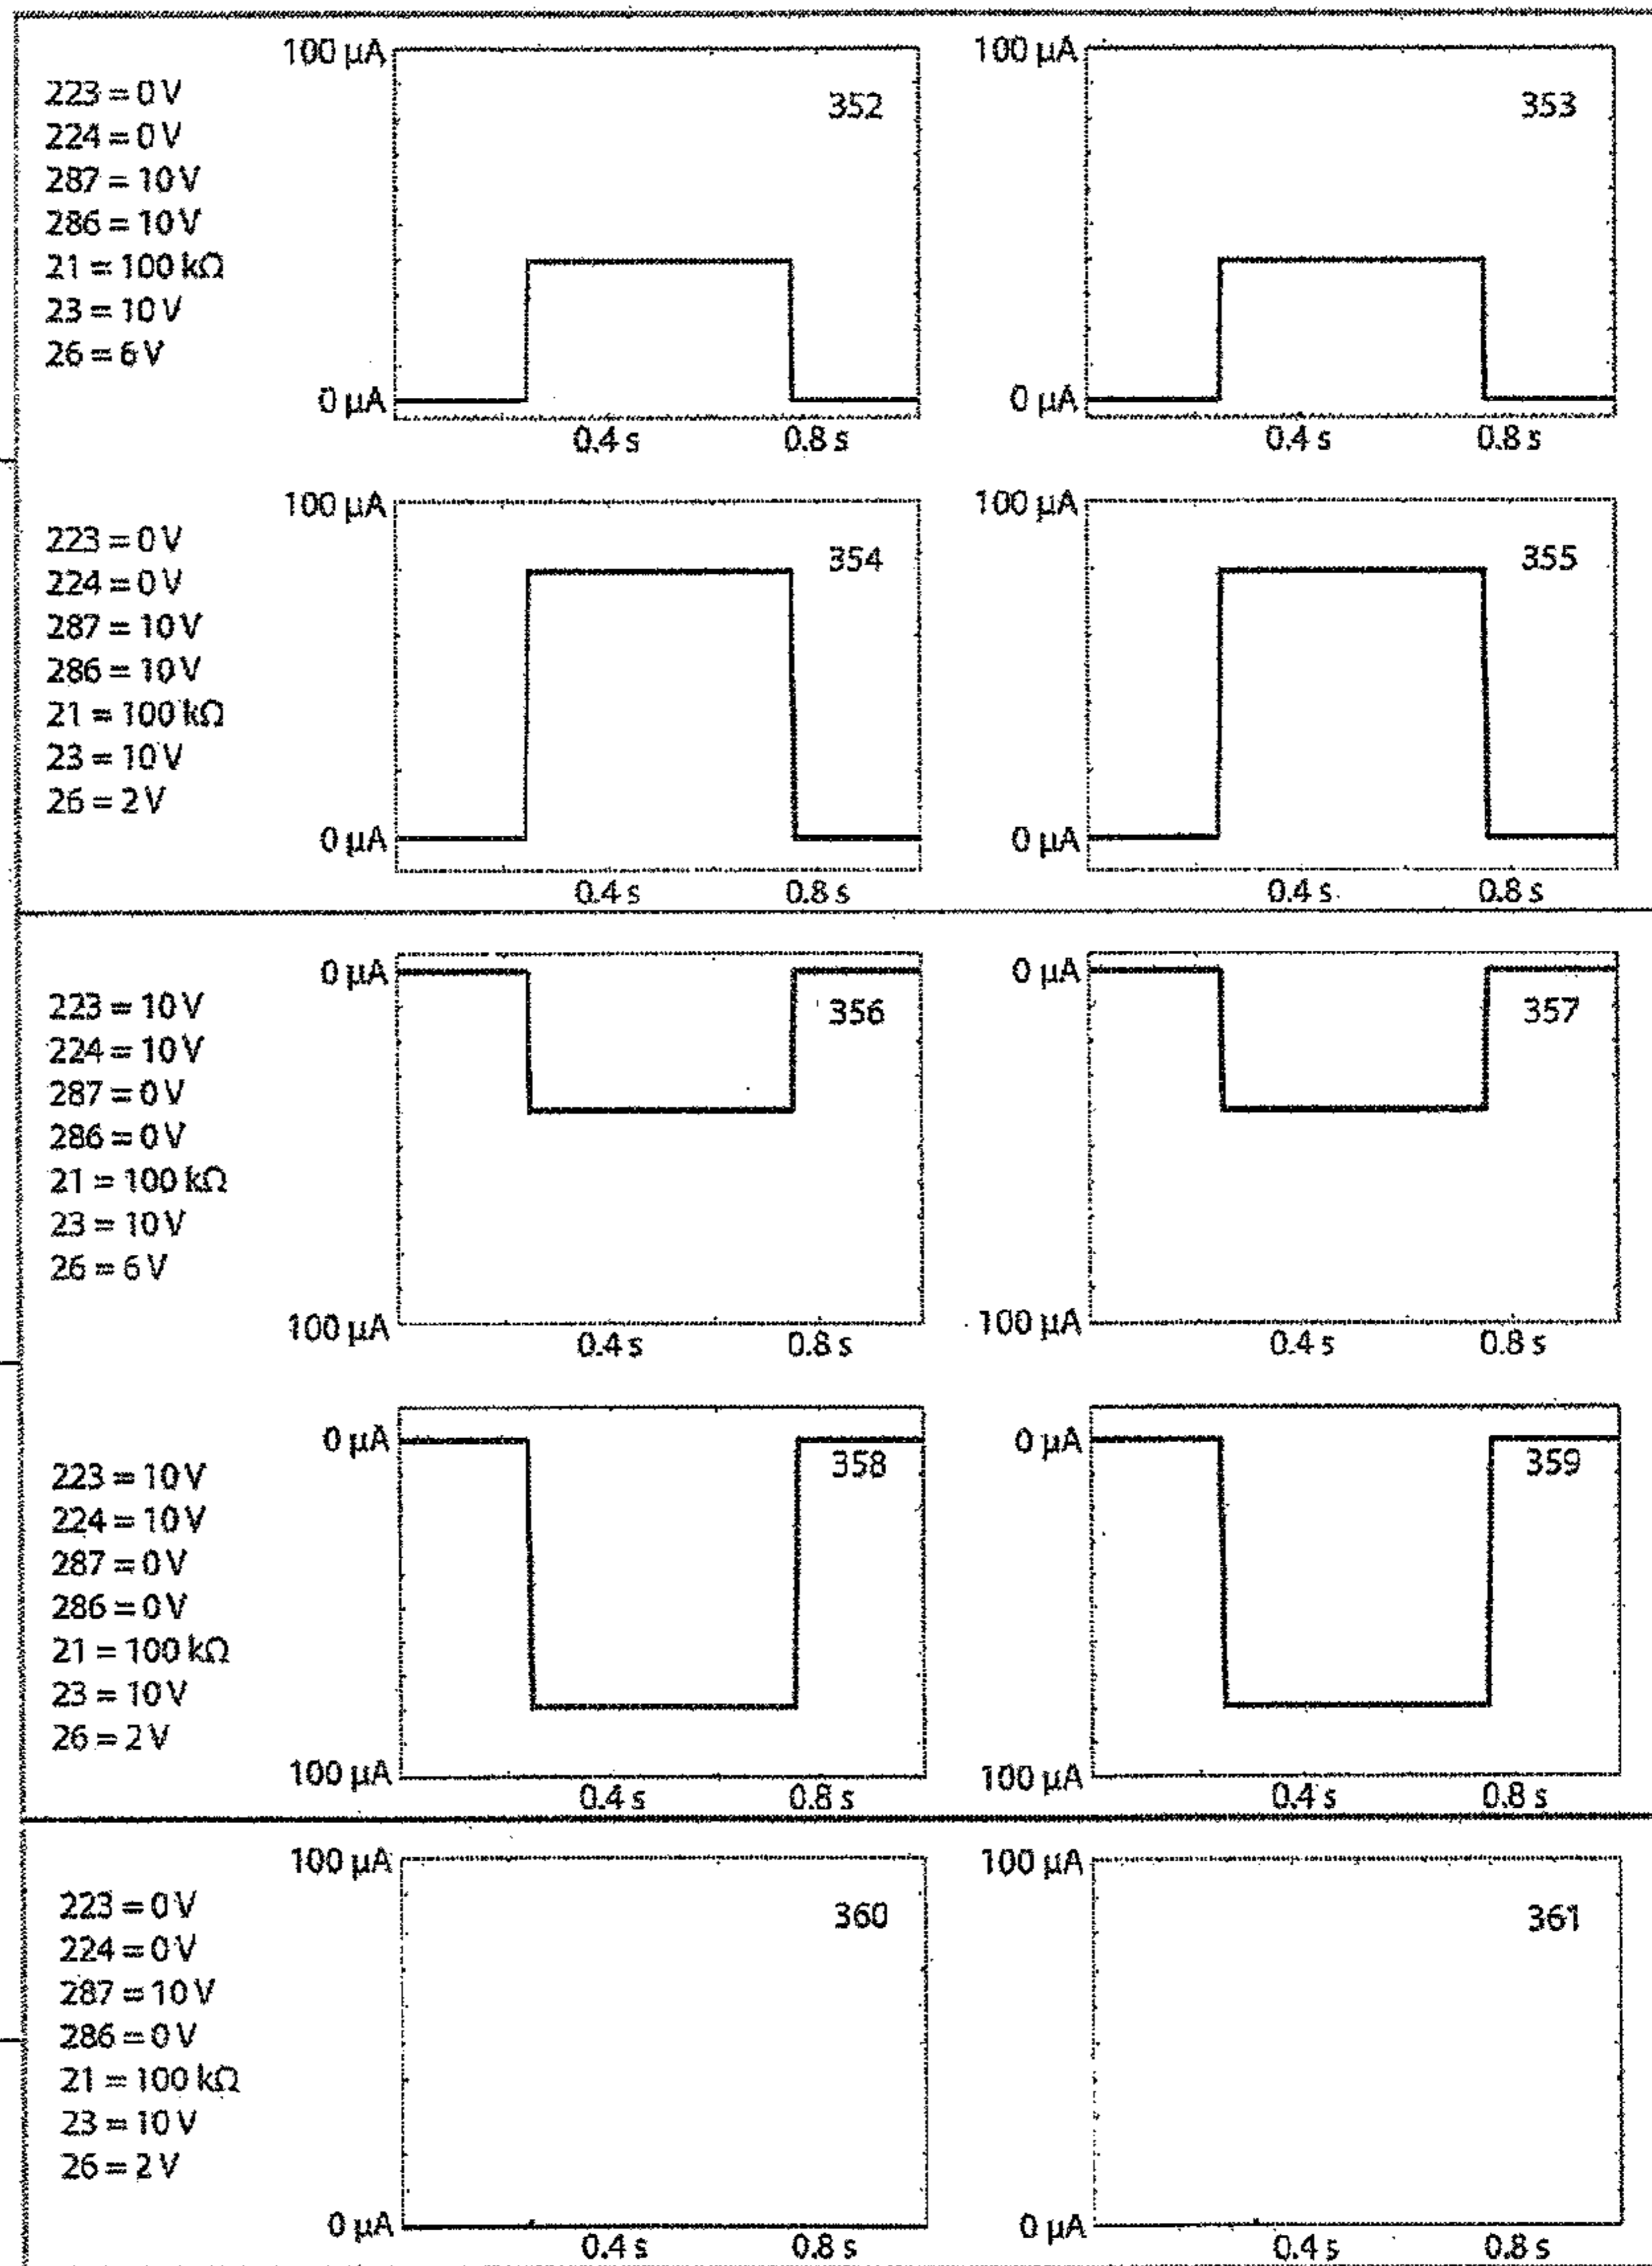 223 = 0 V
224 = 0 V
287 = 10 V
286 = 10 V
21 = 100 kΩ
23 = 10 V
26 = 6 V
100 µA
352
0 µA
0.4 s 0.8 s
100 µA
353
0 µA
0.4 s 0.8 s
223 = 0 V
224 = 0 V
287 = 10 V
286 = 10 V
21 = 100 kΩ
23 = 10 V
26 = 2 V
100 µA
354
0 µA
0.4 s 0.8 s
100 µA
355
0 µA
0.4 s 0.8 s
223 = 10 V
224 = 10 V
287 = 0 V
286 = 0 V
21 = 100 kΩ
23 = 10 V
26 = 6 V
0 µA
356
100 µA
0.4 s 0.8 s
0 µA
357
100 µA
0.4 s 0.8 s
223 = 10 V
224 = 10 V
287 = 0 V
286 = 0 V
21 = 100 kΩ
23 = 10 V
26 = 2 V
0 µA
358
100 µA
0.4 s 0.8 s
0 µA
359
100 µA
0.4 s 0.8 s
223 = 0 V
224 = 0 V
287 = 10 V
286 = 0 V
21 = 100 kΩ
23 = 10 V
26 = 2 V
100 µA
360
0 µA
0.4 s 0.8 s
100 µA
361
0 µA
0.4 s 0.8 s